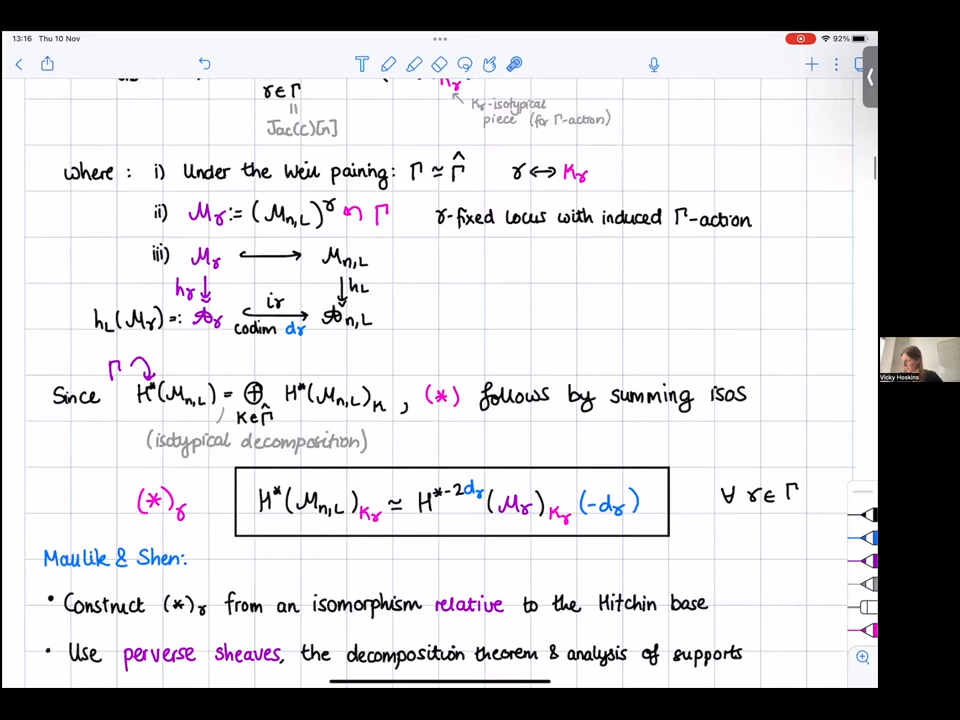 13:16 Thu 10 Nov
92%
γ∈Γ
=
Jac(C)[n]
κγ-isotypical
piece (for Γ-action)
where : i) Under the Weil pairing: Γ ≃ Γ̂ γ ↔ κγ
ii) Mγ := (Mn,L)^γ ↶ Γ γ-fixed locus with induced Γ-action
iii) Mγ ⟷ Mn,L
hγ ↓ ↓ hL
hL(Mγ) =: Aγ iγ An,L
codim dγ
Γ
Since H*(Mn,L) = ⊕ H*(Mn,L)κ , (*) follows by summing isos
κ∈Γ̂
(isotypical decomposition)
(*)γ H*(Mn,L)κγ ≃ H*-2dγ(Mγ)κγ (-dγ) ∀ γ∈Γ
Maulik & Shen:
• Construct (*)γ from an isomorphism relative to the Hitchin base
• Use perverse sheaves, the decomposition theorem & analysis of supports
Vicky Hoskins